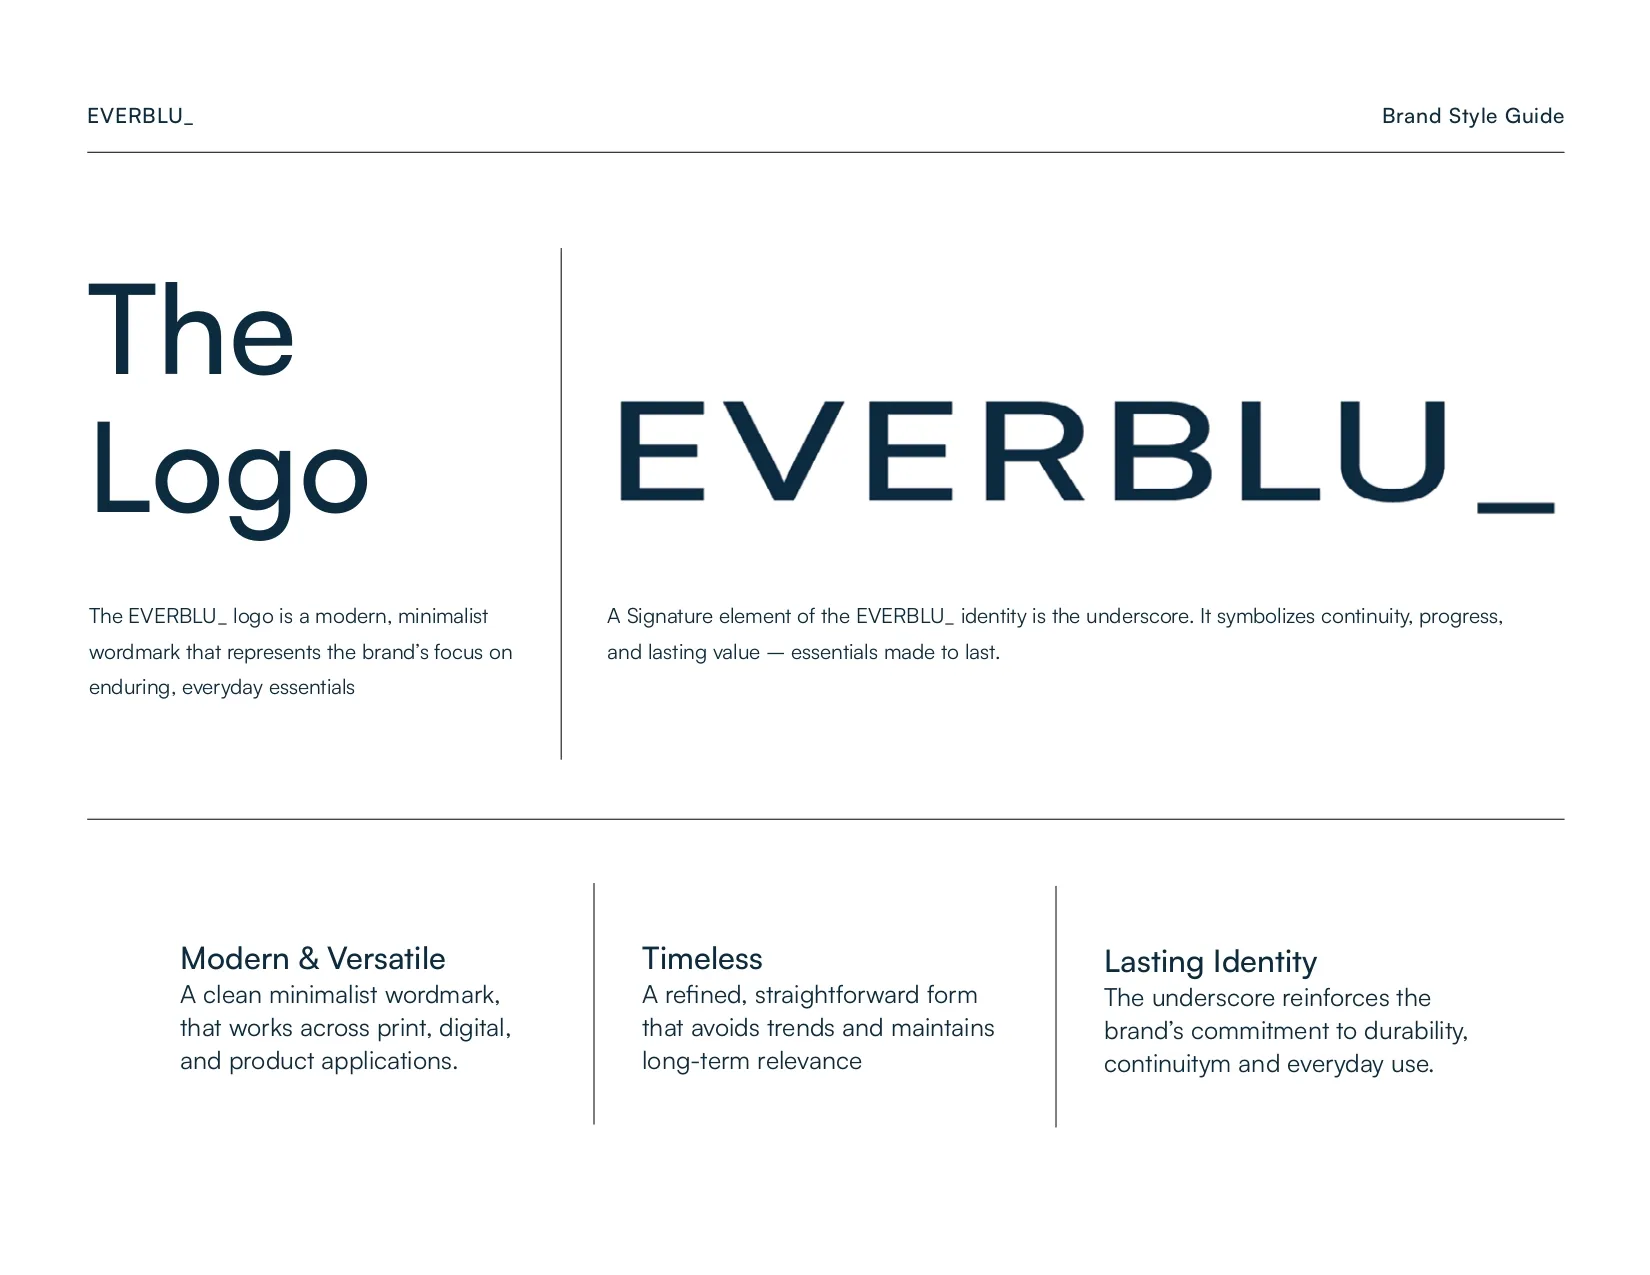 EVERBLU_
Brand Style Guide
The
Logo
The EVERBLU_ logo is a modern, minimalist
wordmark that represents the brand’s focus on
enduring, everyday essentials
EVERBLU_
A Signature element of the EVERBLU_ identity is the underscore. It symbolizes continuity, progress,
and lasting value — essentials made to last.
Modern & Versatile
A clean minimalist wordmark,
that works across print, digital,
and product applications.
Timeless
A refined, straightforward form
that avoids trends and maintains
long-term relevance
Lasting Identity
The underscore reinforces the
brand’s commitment to durability,
continuitym and everyday use.